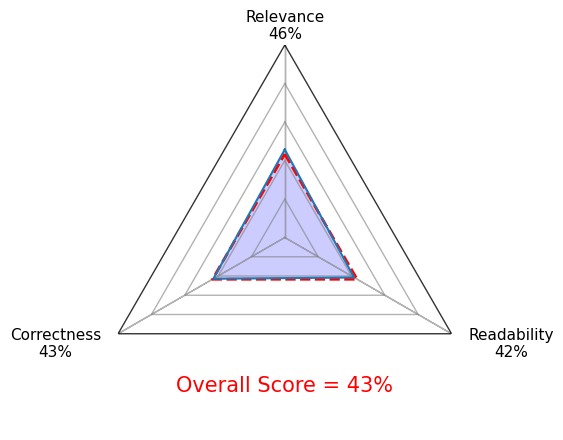 Relevance
46%
Correctness
43%
Readability
42%
Overall Score = 43%